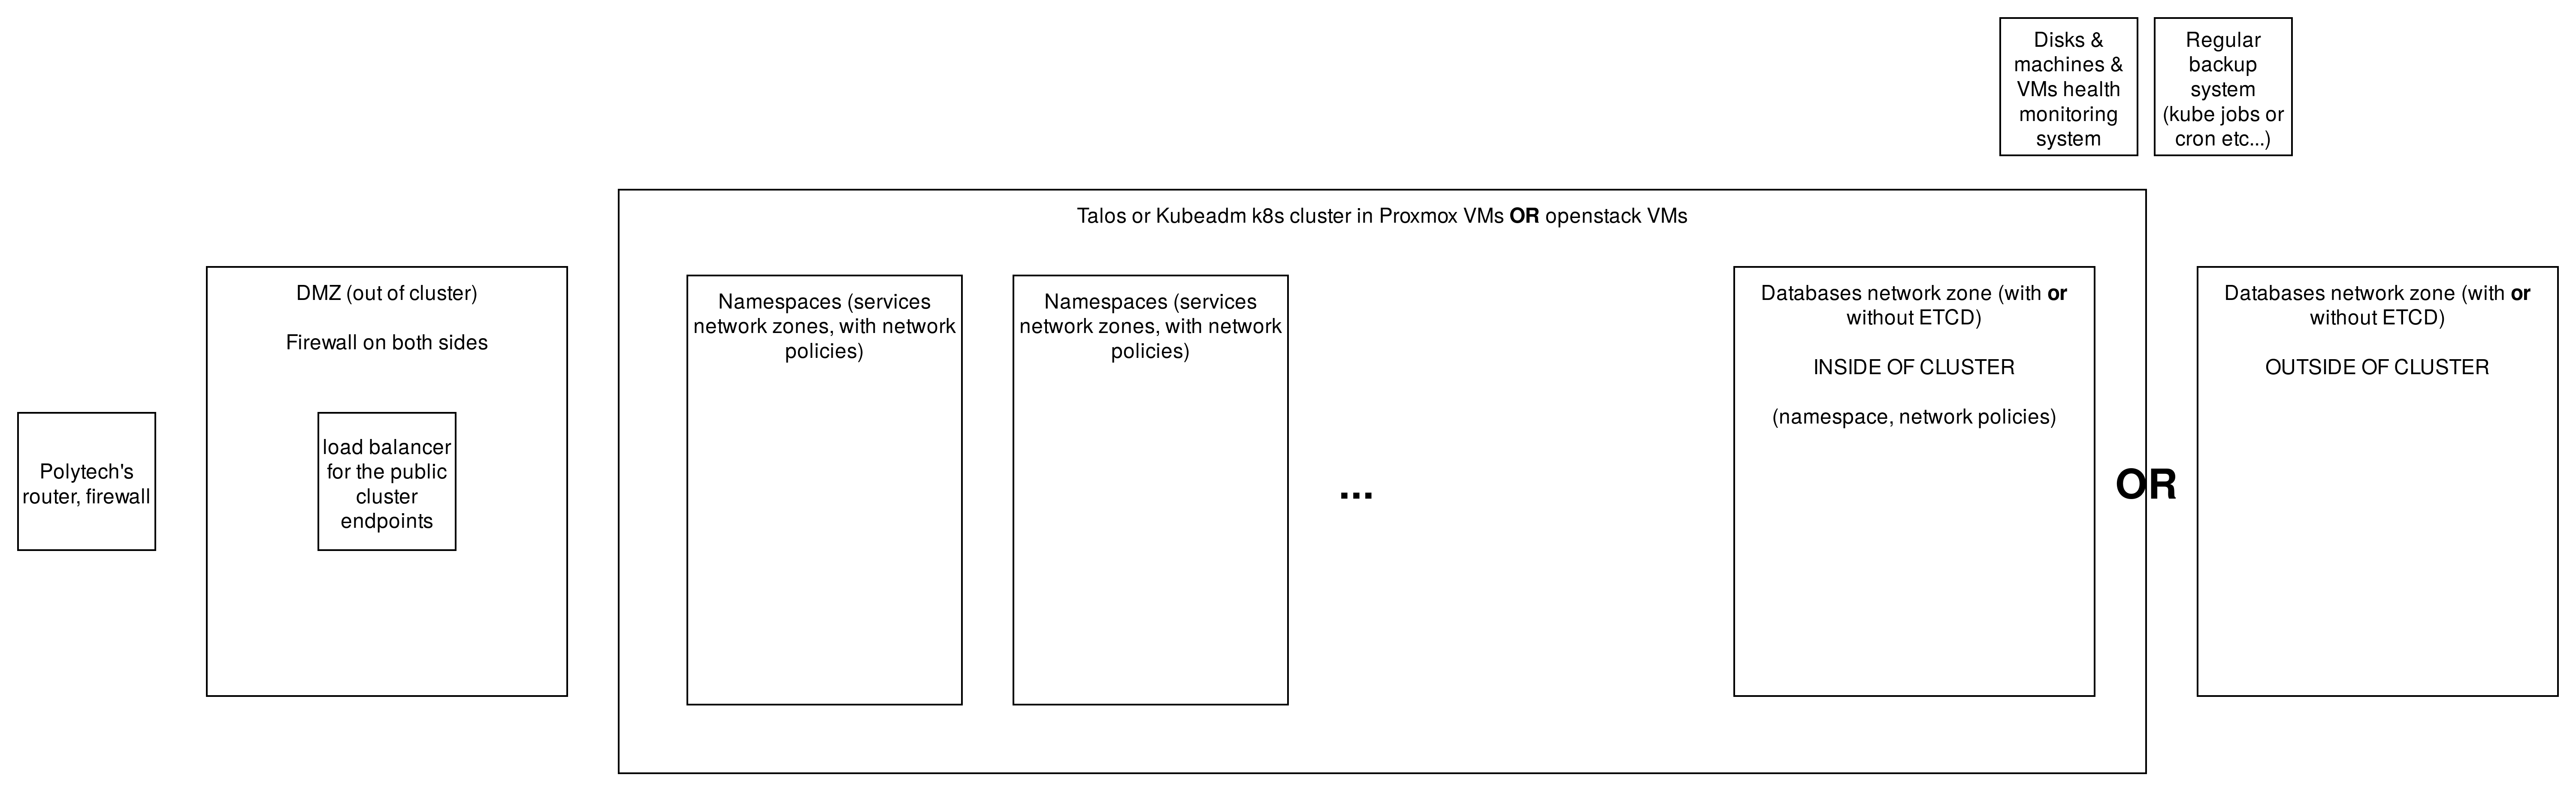 Disks &
machines &
VMs health
monitoring
system
Regular
backup
system
(kube jobs or
cron etc...)
Talos or Kubeadm k8s cluster in Proxmox VMs OR openstack VMs
DMZ (out of cluster)
Firewall on both sides
load balancer
for the public
cluster
endpoints
Polytech's
router, firewall
Namespaces (services
network zones, with network
policies)
Namespaces (services
network zones, with network
policies)
...
Databases network zone (with or
without ETCD)
INSIDE OF CLUSTER
(namespace, network policies)
OR
Databases network zone (with or
without ETCD)
OUTSIDE OF CLUSTER